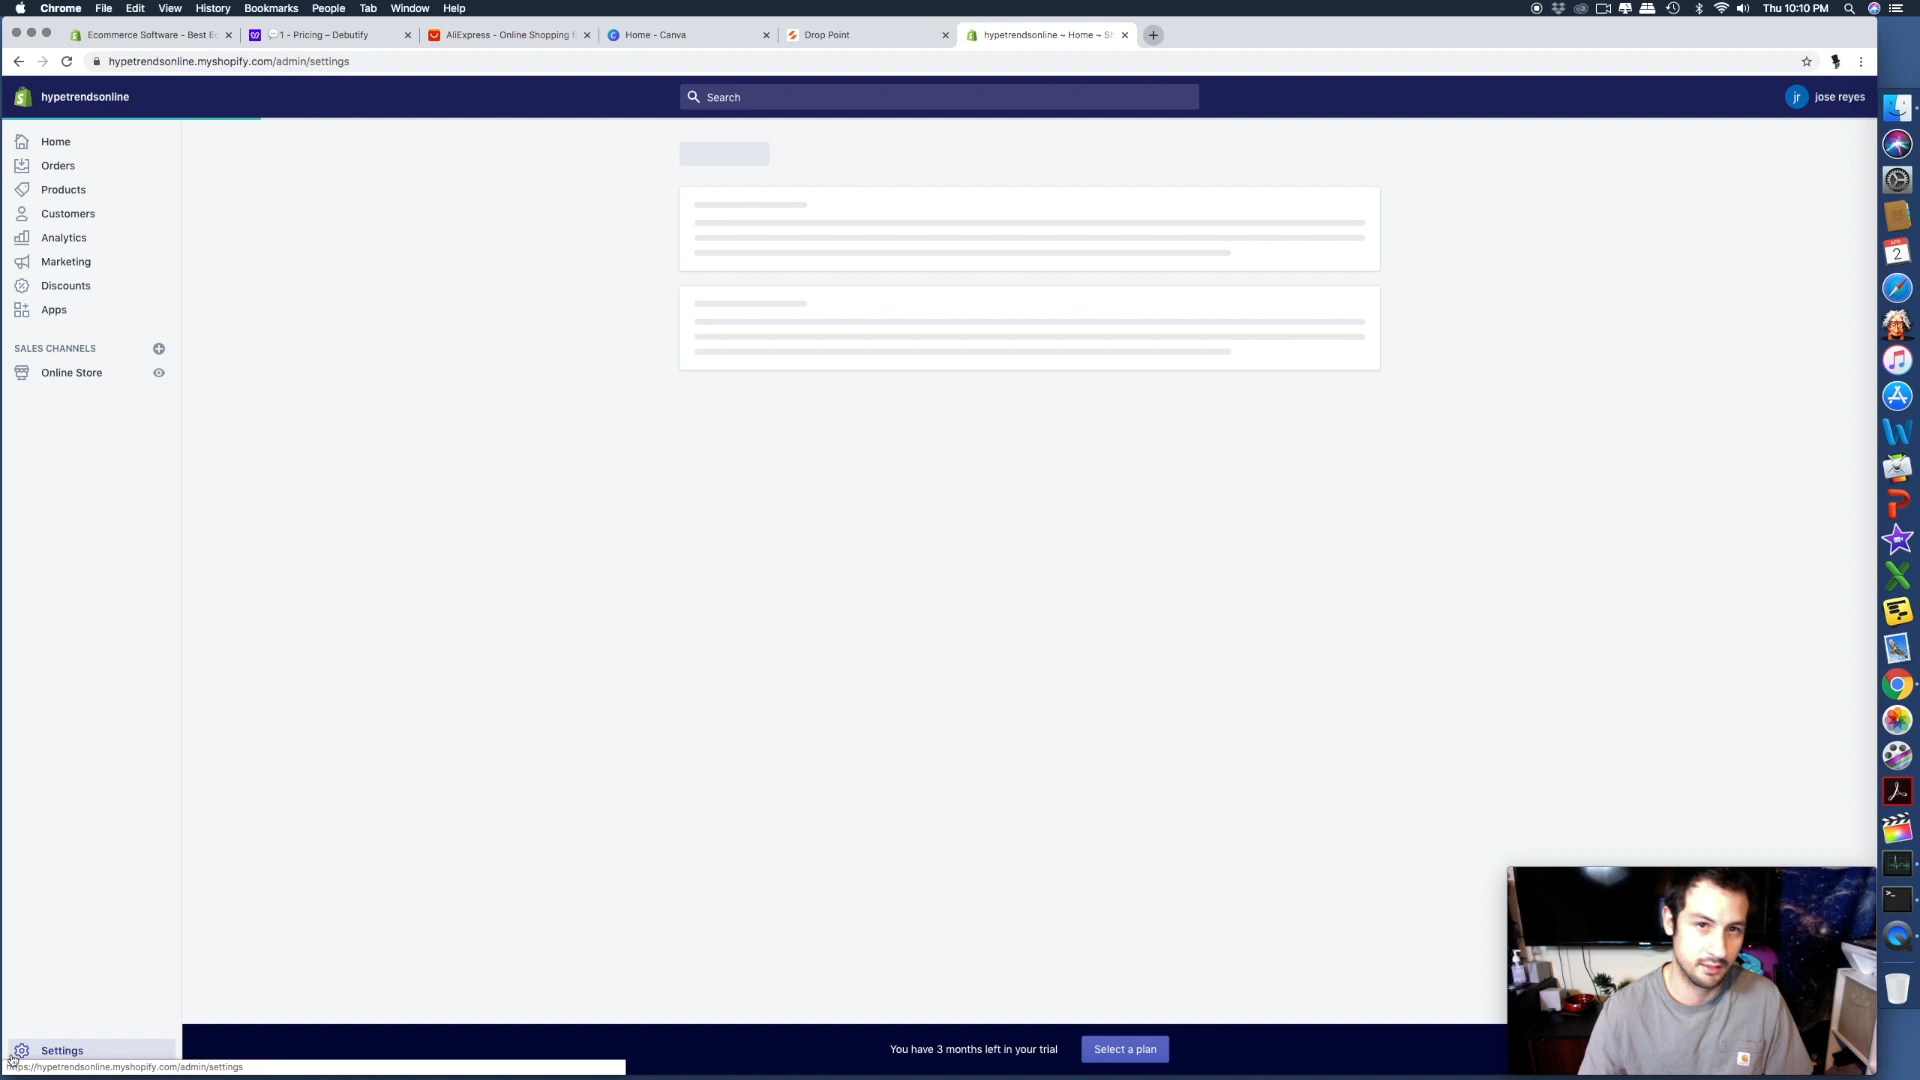 Chrome File Edit View History Bookmarks People Tab Window Help Thu 10:10 PM
Ecommerce Software - Best Ec 1 - Pricing – Debutify AliExpress - Online Shopping f Home - Canva Drop Point hypetrendsonline ~ Home ~ Sh
hypetrendsonline.myshopify.com/admin/settings
hypetrendsonline Search jr jose reyes
Home
Orders
Products
Customers
Analytics
Marketing
Discounts
Apps
SALES CHANNELS
Online Store
APR
2
You have 3 months left in your trial Select a plan
Settings
https://hypetrendsonline.myshopify.com/admin/settings